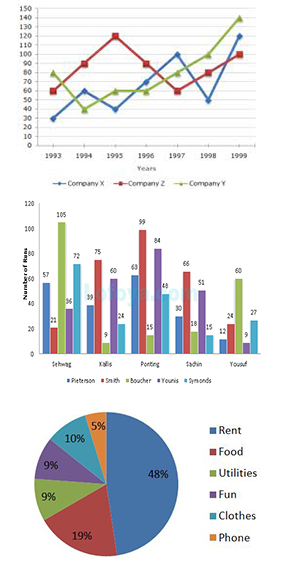 150
140
130
120
110
100
90
80
70
60
50
40
30
20
10
0
1993 1994 1995 1996 1997 1998 1999
Years
Company X Company Z Company Y
Number of Runs
120
100
80
60
40
20
0
57 21 105 36 72
39 75 9 60 24
63 99 15 84 48
30 66 18 51 15
12 24 60 9 27
Sehwag Kallis Ponting Sachin Yousuf
Pieterson Smith Boucher Younis Symonds
48%
19%
9%
9%
10%
5%
Rent
Food
Utilities
Fun
Clothes
Phone